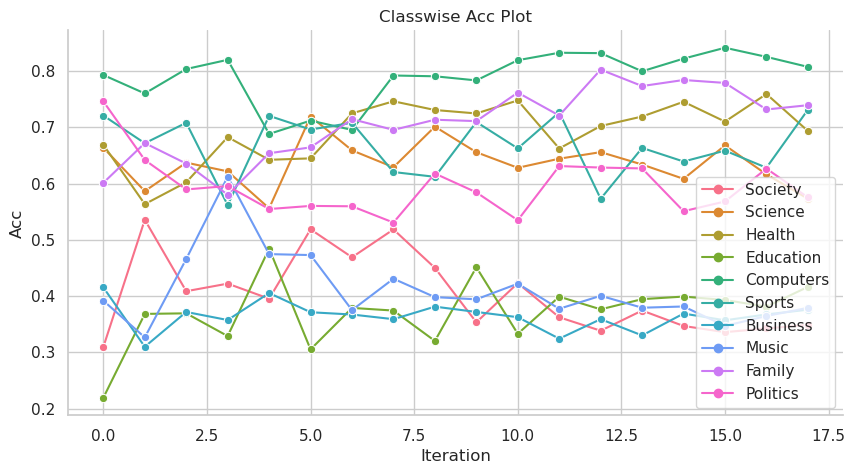 Classwise Acc Plot
Acc
0.8
0.7
0.6
0.5
0.4
0.3
0.2
Society
Science
Health
Education
Computers
Sports
Business
Music
Family
Politics
0.0 2.5 5.0 7.5 10.0 12.5 15.0 17.5
Iteration